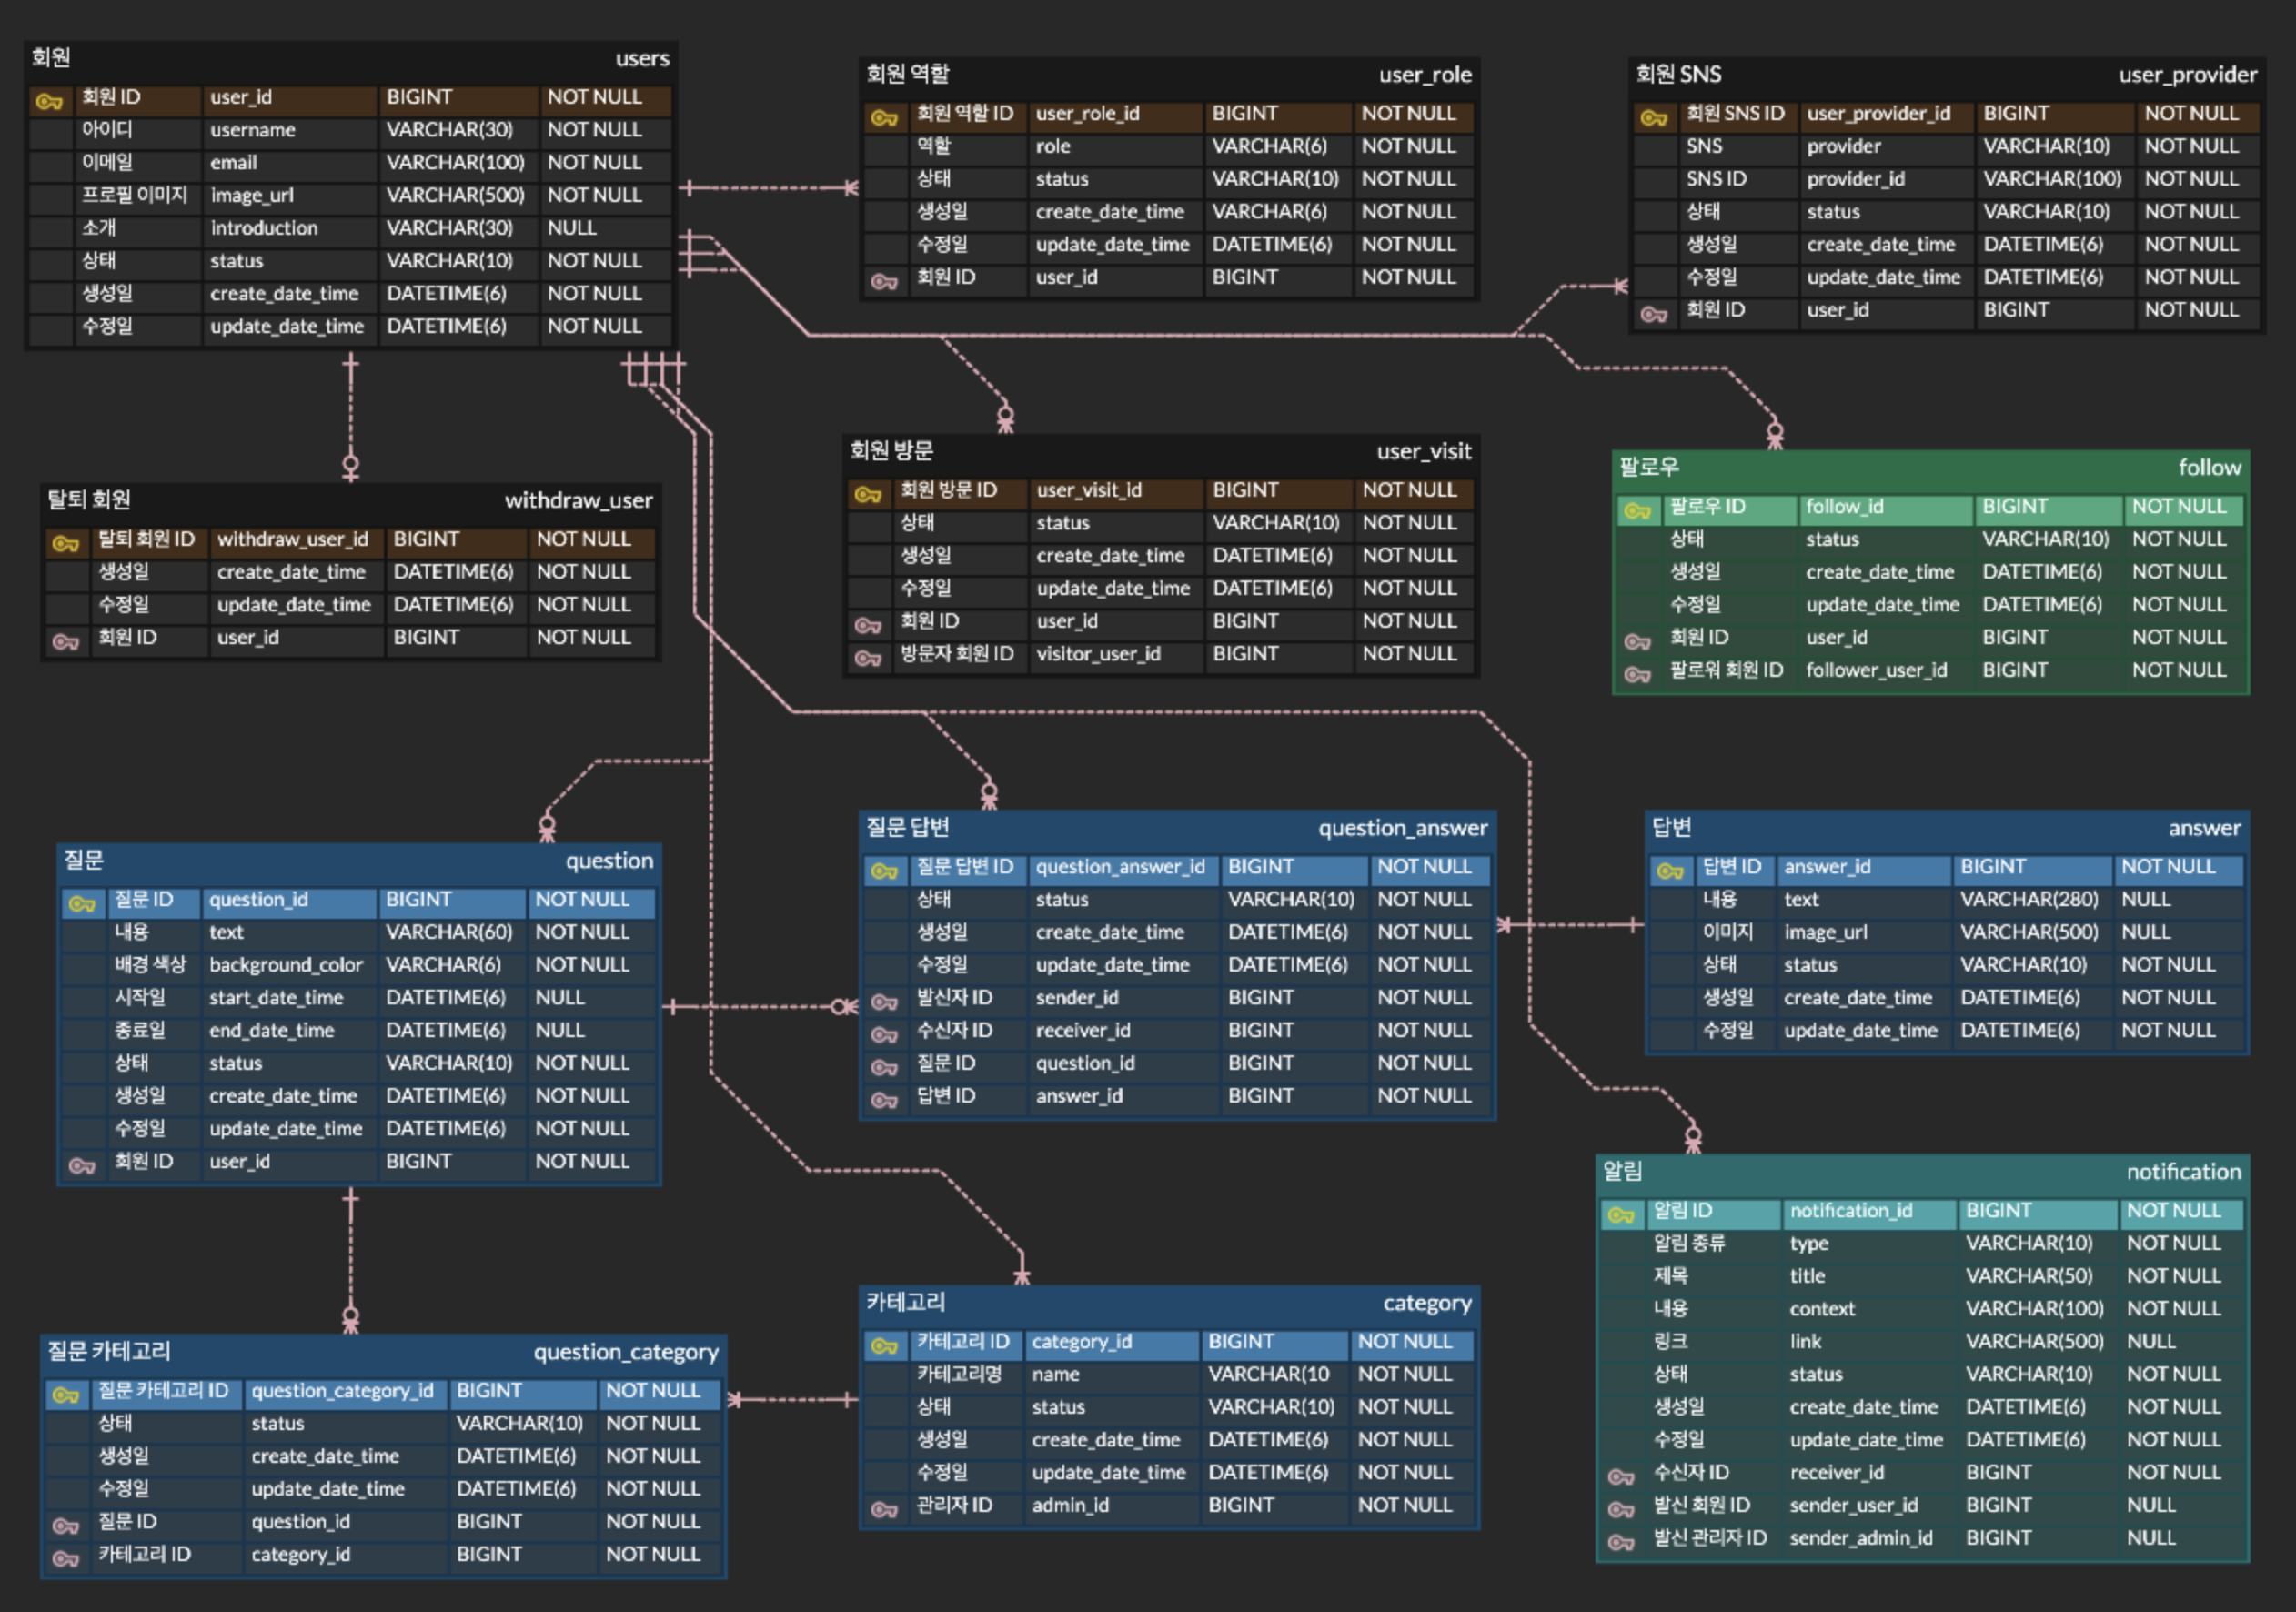 회원 users
회원 ID user_id BIGINT NOT NULL
아이디 username VARCHAR(30) NOT NULL
이메일 email VARCHAR(100) NOT NULL
프로필 이미지 image_url VARCHAR(500) NOT NULL
소개 introduction VARCHAR(30) NULL
상태 status VARCHAR(10) NOT NULL
생성일 create_date_time DATETIME(6) NOT NULL
수정일 update_date_time DATETIME(6) NOT NULL
회원 역할 user_role
회원 역할 ID user_role_id BIGINT NOT NULL
역할 role VARCHAR(6) NOT NULL
상태 status VARCHAR(10) NOT NULL
생성일 create_date_time VARCHAR(6) NOT NULL
수정일 update_date_time DATETIME(6) NOT NULL
회원 ID user_id BIGINT NOT NULL
회원 SNS user_provider
회원 SNS ID user_provider_id BIGINT NOT NULL
SNS provider VARCHAR(10) NOT NULL
SNS ID provider_id VARCHAR(100) NOT NULL
상태 status VARCHAR(10) NOT NULL
생성일 create_date_time DATETIME(6) NOT NULL
수정일 update_date_time DATETIME(6) NOT NULL
회원 ID user_id BIGINT NOT NULL
탈퇴 회원 withdraw_user
탈퇴 회원 ID withdraw_user_id BIGINT NOT NULL
생성일 create_date_time DATETIME(6) NOT NULL
수정일 update_date_time DATETIME(6) NOT NULL
회원 ID user_id BIGINT NOT NULL
회원 방문 user_visit
회원 방문 ID user_visit_id BIGINT NOT NULL
상태 status VARCHAR(10) NOT NULL
생성일 create_date_time DATETIME(6) NOT NULL
수정일 update_date_time DATETIME(6) NOT NULL
회원 ID user_id BIGINT NOT NULL
방문자 회원 ID visitor_user_id BIGINT NOT NULL
팔로우 follow
팔로우 ID follow_id BIGINT NOT NULL
상태 status VARCHAR(10) NOT NULL
생성일 create_date_time DATETIME(6) NOT NULL
수정일 update_date_time DATETIME(6) NOT NULL
회원 ID user_id BIGINT NOT NULL
팔로워 회원 ID follower_user_id BIGINT NOT NULL
질문 question
질문 ID question_id BIGINT NOT NULL
내용 text VARCHAR(60) NOT NULL
배경 색상 background_color VARCHAR(6) NOT NULL
시작일 start_date_time DATETIME(6) NULL
종료일 end_date_time DATETIME(6) NULL
상태 status VARCHAR(10) NOT NULL
생성일 create_date_time DATETIME(6) NOT NULL
수정일 update_date_time DATETIME(6) NOT NULL
회원 ID user_id BIGINT NOT NULL
질문 답변 question_answer
질문 답변 ID question_answer_id BIGINT NOT NULL
상태 status VARCHAR(10) NOT NULL
생성일 create_date_time DATETIME(6) NOT NULL
수정일 update_date_time DATETIME(6) NOT NULL
발신자 ID sender_id BIGINT NOT NULL
수신자 ID receiver_id BIGINT NOT NULL
질문 ID question_id BIGINT NOT NULL
답변 ID answer_id BIGINT NOT NULL
답변 answer
답변 ID answer_id BIGINT NOT NULL
내용 text VARCHAR(280) NULL
이미지 image_url VARCHAR(500) NULL
상태 status VARCHAR(10) NOT NULL
생성일 create_date_time DATETIME(6) NOT NULL
수정일 update_date_time DATETIME(6) NOT NULL
질문 카테고리 question_category
질문 카테고리 ID question_category_id BIGINT NOT NULL
상태 status VARCHAR(10) NOT NULL
생성일 create_date_time DATETIME(6) NOT NULL
수정일 update_date_time DATETIME(6) NOT NULL
질문 ID question_id BIGINT NOT NULL
카테고리 ID category_id BIGINT NOT NULL
카테고리 category
카테고리 ID category_id BIGINT NOT NULL
카테고리명 name VARCHAR(10 NOT NULL
상태 status VARCHAR(10) NOT NULL
생성일 create_date_time DATETIME(6) NOT NULL
수정일 update_date_time DATETIME(6) NOT NULL
관리자 ID admin_id BIGINT NOT NULL
알림 notification
알림 ID notification_id BIGINT NOT NULL
알림 종류 type VARCHAR(10) NOT NULL
제목 title VARCHAR(50) NOT NULL
내용 context VARCHAR(100) NOT NULL
링크 link VARCHAR(500) NULL
상태 status VARCHAR(10) NOT NULL
생성일 create_date_time DATETIME(6) NOT NULL
수정일 update_date_time DATETIME(6) NOT NULL
수신자 ID receiver_id BIGINT NOT NULL
발신 회원 ID sender_user_id BIGINT NULL
발신 관리자 ID sender_admin_id BIGINT NULL